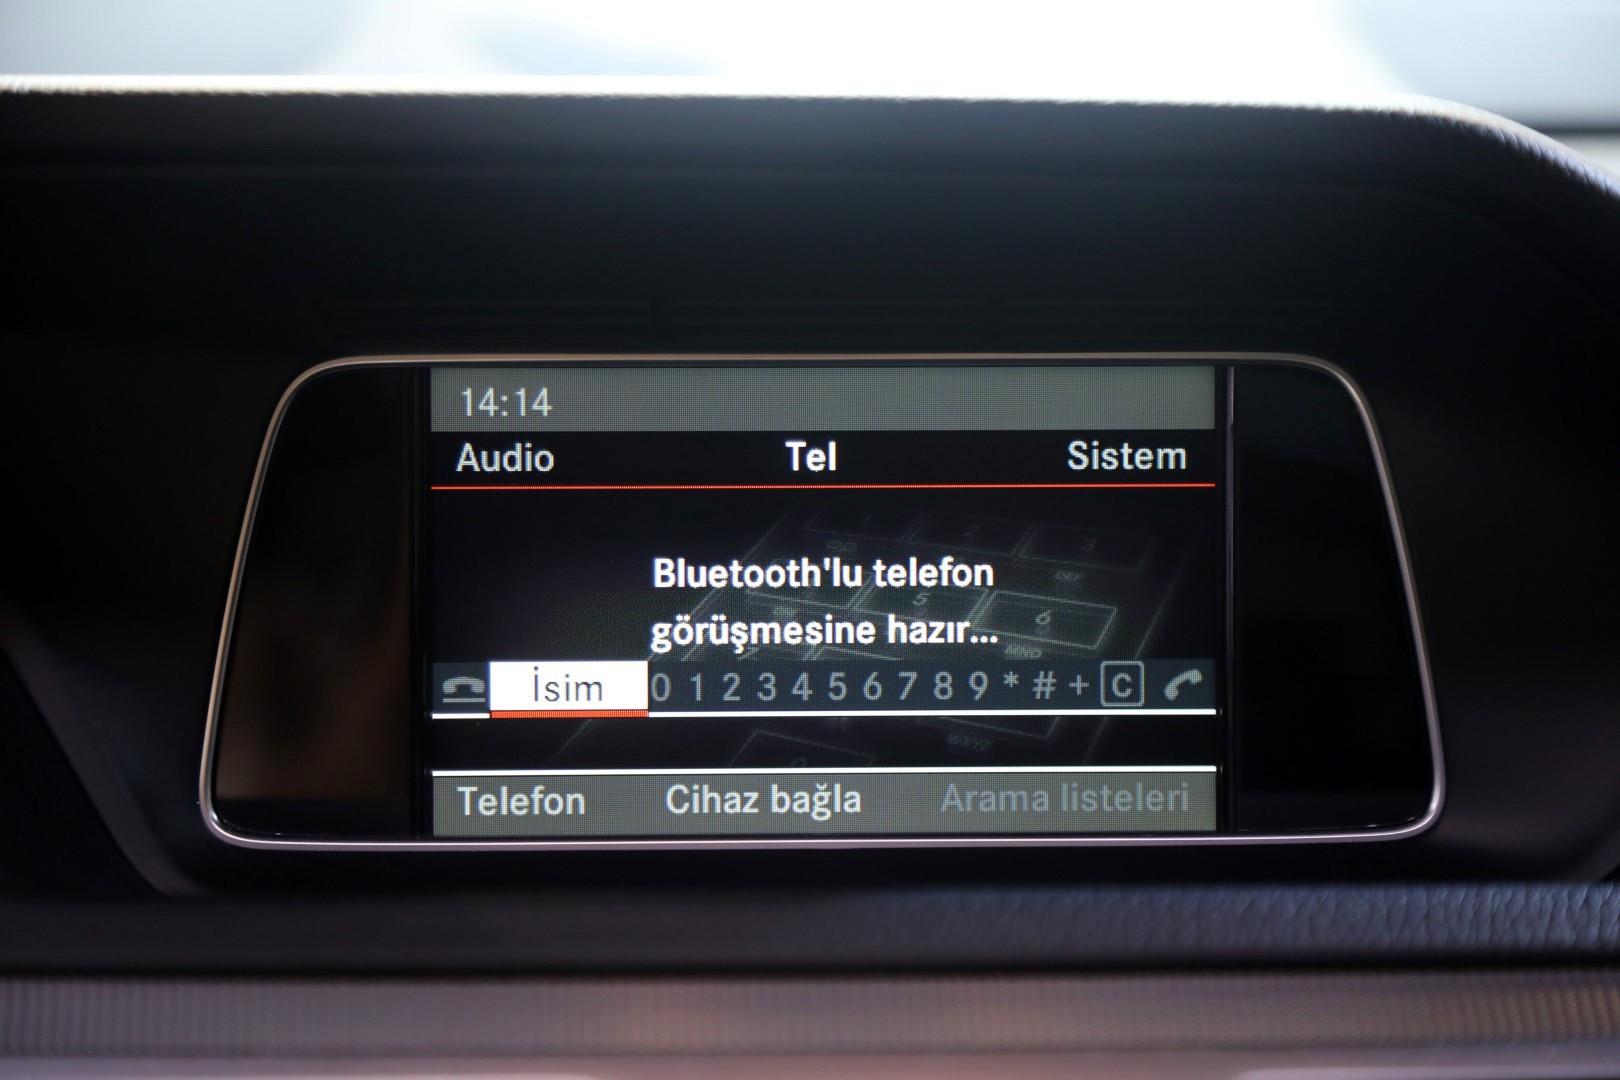 14:14
Audio Tel Sistem
Bluetooth'lu telefon
görüşmesine hazır...
İsim 0 1 2 3 4 5 6 7 8 9 * # + C
Telefon Cihaz bağla Arama listeleri